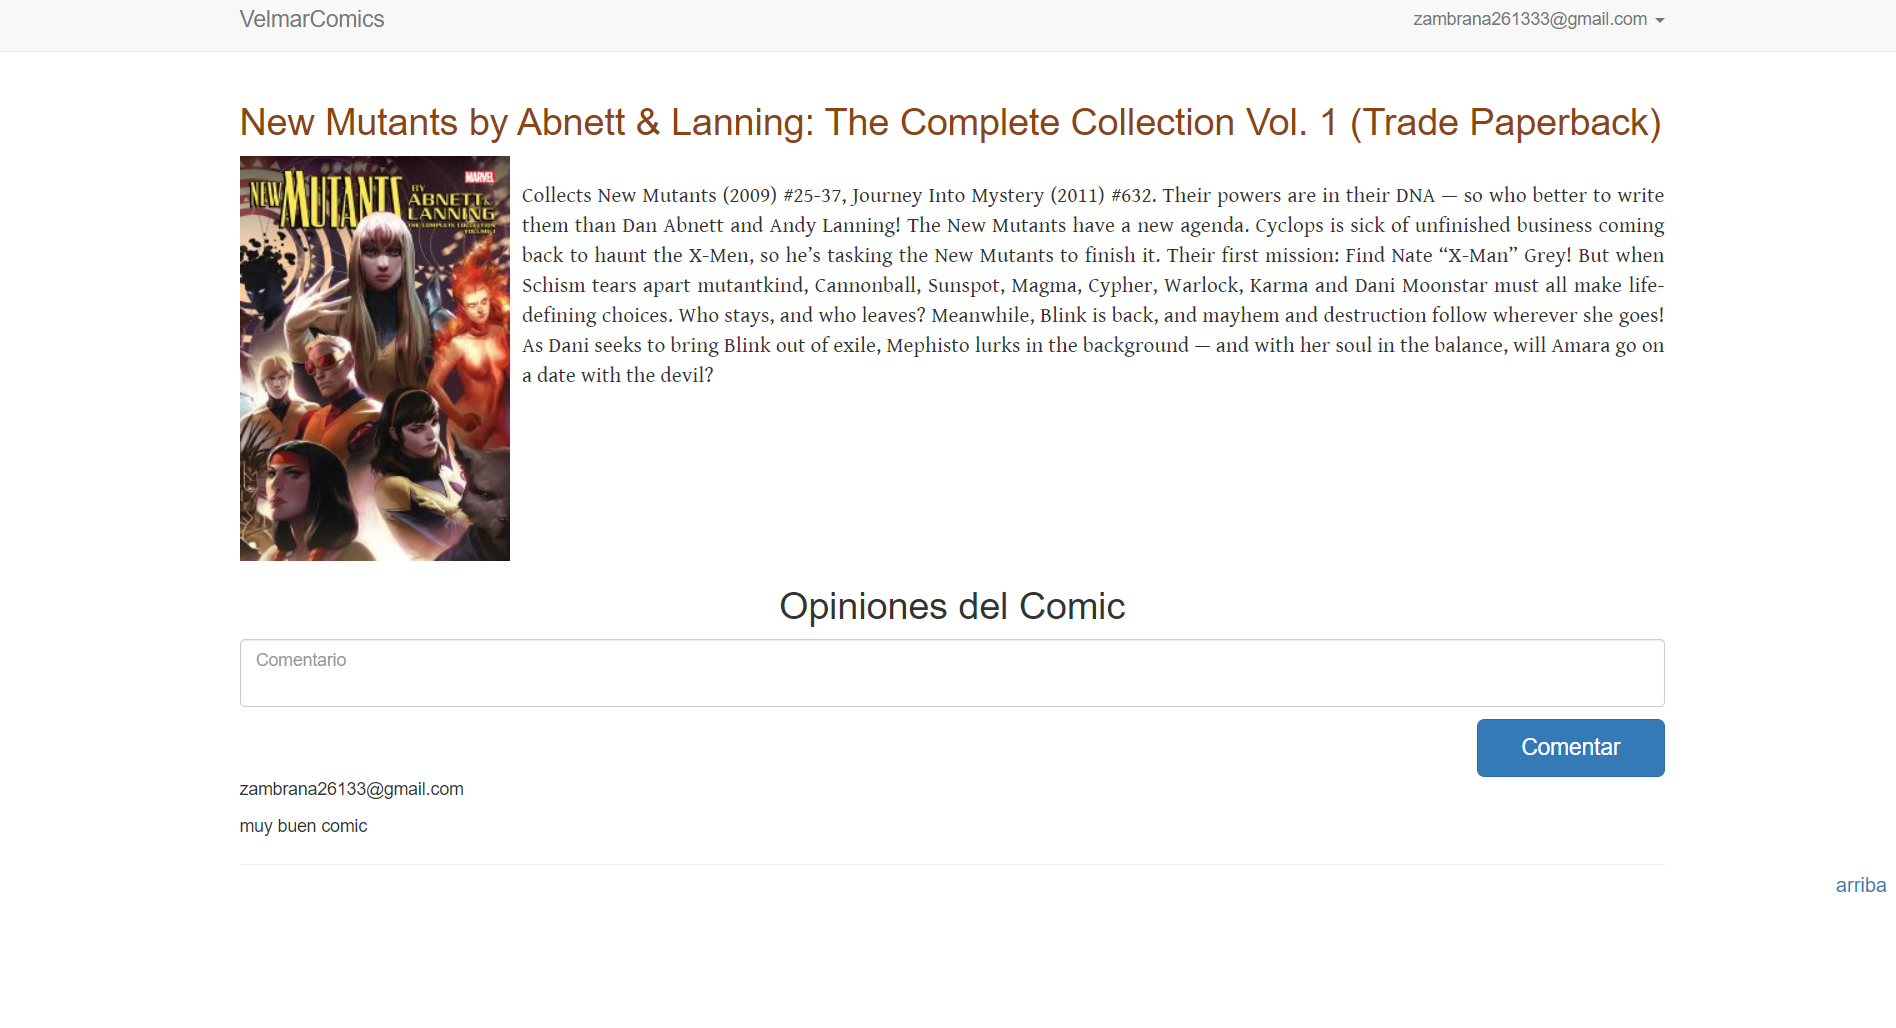 VelmarComics
zambrana261333@gmail.com
New Mutants by Abnett & Lanning: The Complete Collection Vol. 1 (Trade Paperback)
MARVEL
NEW MUTANTS BY
ABNETT &
LANNING
THE COMPLETE COLLECTION
VOLUME 1
Collects New Mutants (2009) #25-37, Journey Into Mystery (2011) #632. Their powers are in their DNA — so who better to write
them than Dan Abnett and Andy Lanning! The New Mutants have a new agenda. Cyclops is sick of unfinished business coming
back to haunt the X-Men, so he’s tasking the New Mutants to finish it. Their first mission: Find Nate “X-Man” Grey! But when
Schism tears apart mutantkind, Cannonball, Sunspot, Magma, Cypher, Warlock, Karma and Dani Moonstar must all make life-
defining choices. Who stays, and who leaves? Meanwhile, Blink is back, and mayhem and destruction follow wherever she goes!
As Dani seeks to bring Blink out of exile, Mephisto lurks in the background — and with her soul in the balance, will Amara go on
a date with the devil?
Opiniones del Comic
Comentario
Comentar
zambrana26133@gmail.com
muy buen comic
arriba